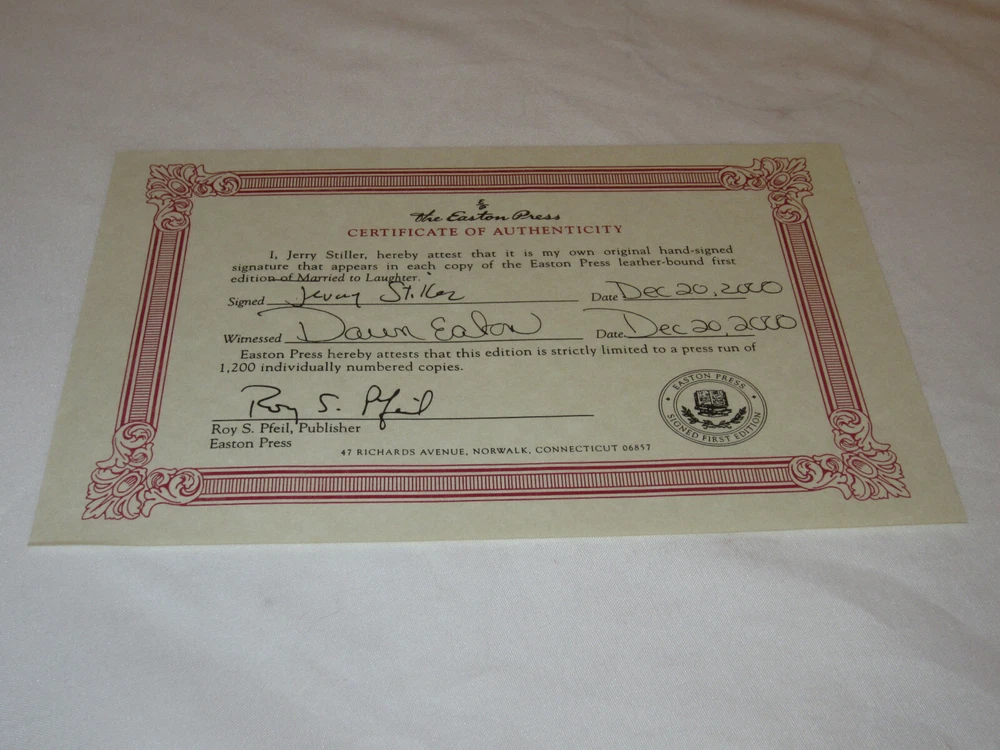 The Easton Press
CERTIFICATE OF AUTHENTICITY
I, Jerry Stiller, hereby attest that it is my own original hand-signed
signature that appears in each copy of the Easton Press leather-bound first
edition of Married to Laughter.
Signed Jerry Stiller Date Dec 20, 2000
Witnessed Dawn Eaton Date Dec 20, 2000
Easton Press hereby attests that this edition is strictly limited to a press run of
1,200 individually numbered copies.
Roy S. Pfeil
Roy S. Pfeil, Publisher
Easton Press
EASTON PRESS
SIGNED FIRST EDITION
47 RICHARDS AVENUE, NORWALK, CONNECTICUT 06857